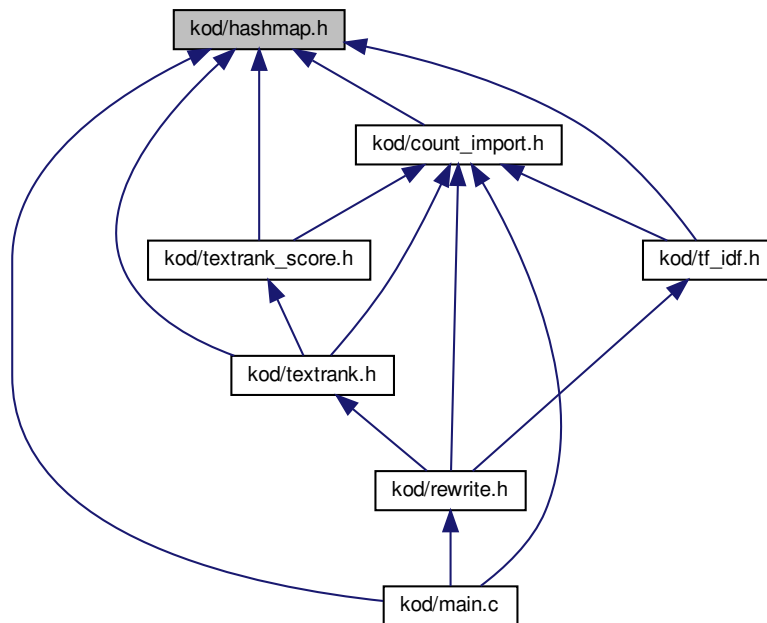 kod/hashmap.h
kod/count_import.h
kod/textrank_score.h
kod/tf_idf.h
kod/textrank.h
kod/rewrite.h
kod/main.c